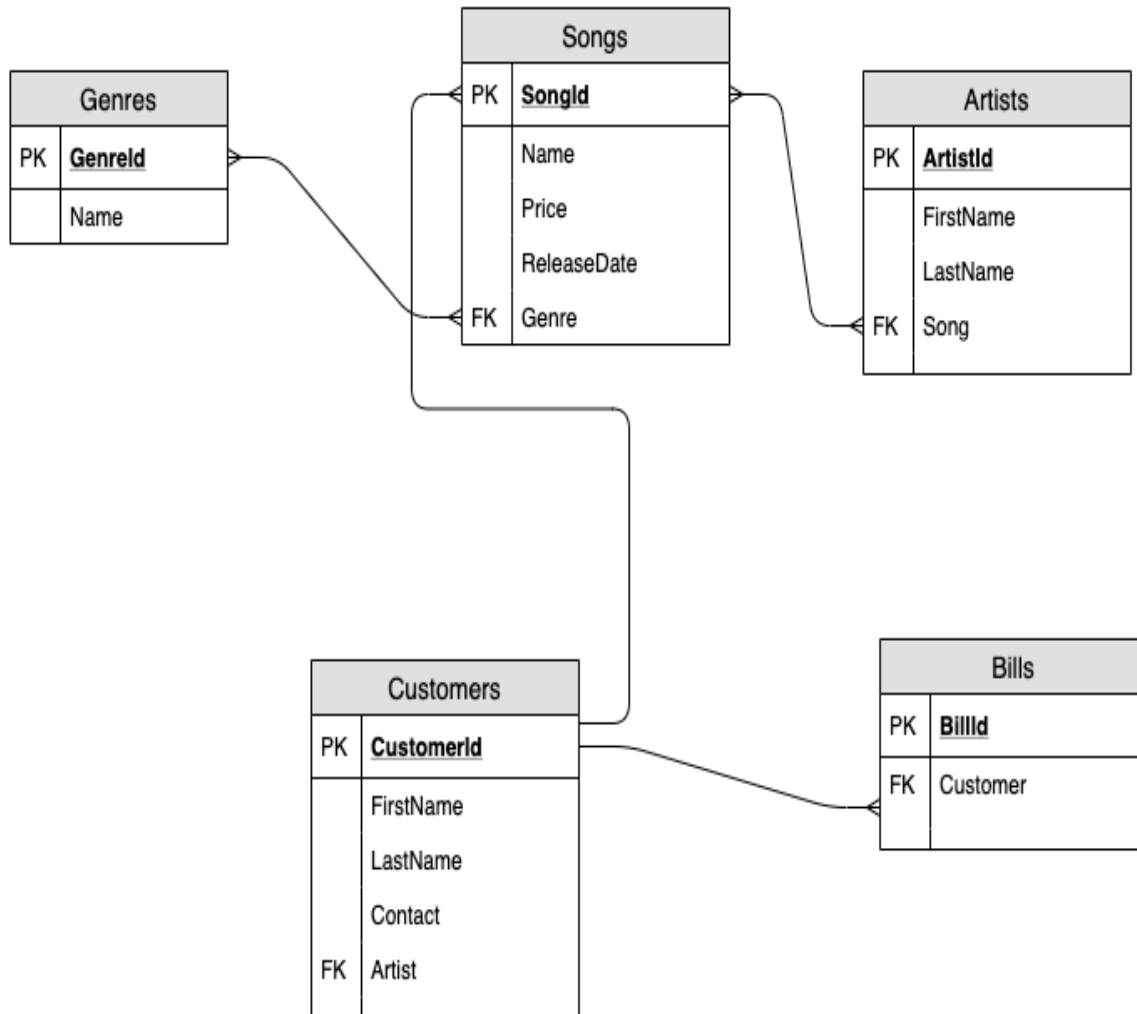 Songs
PK SongId
Name
Price
ReleaseDate
FK Genre
Genres
PK GenreId
Name
Artists
PK ArtistId
FirstName
LastName
FK Song
Customers
PK CustomerId
FirstName
LastName
Contact
FK Artist
Bills
PK BillId
FK Customer